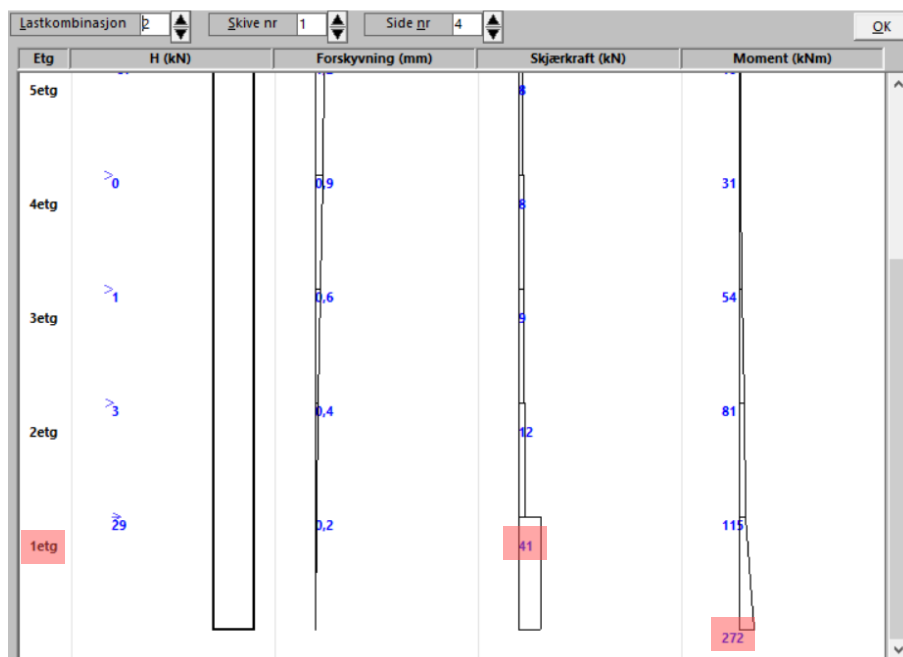 Lastkombinasjon 2 Skive nr 1 Side nr 4 OK
Etg H (kN) Forskyvning (mm) Skjærkraft (kN) Moment (kNm)
5etg 8
>0 0,9 31
4etg 8
>1 0,6 54
3etg 9
>3 0,4 81
2etg 12
>29 0,2 115
1etg 41
272